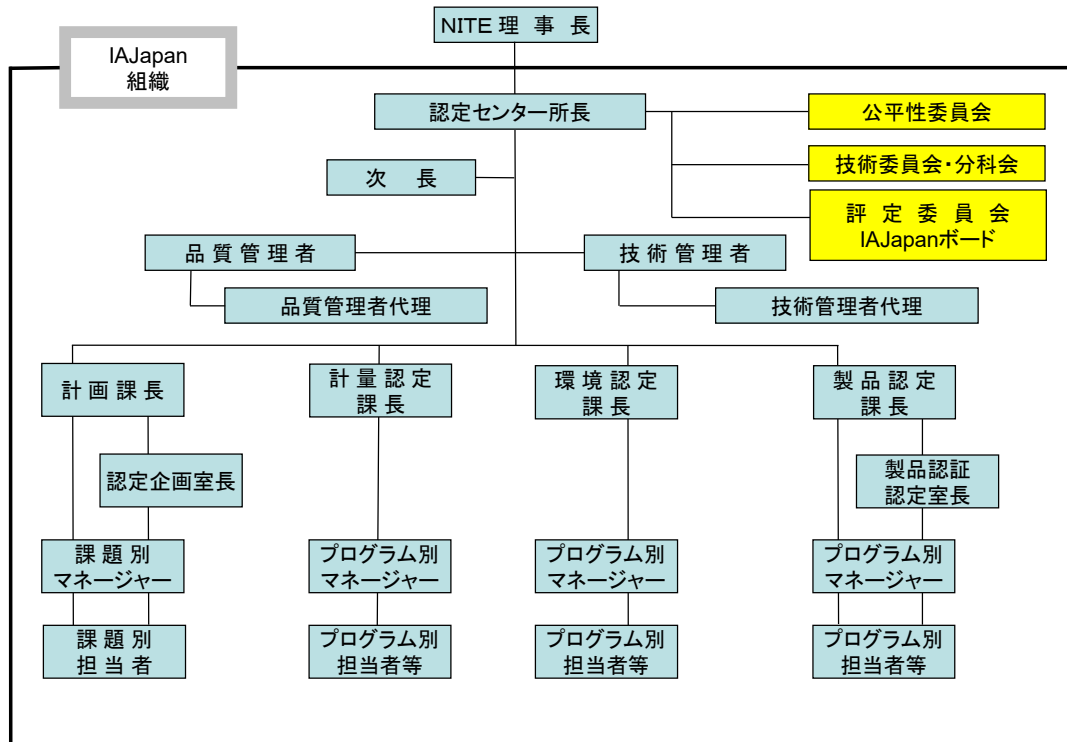 NITE 理 事 長
IAJapan
組織
認定センター所長
公平性委員会
次 長
技術委員会・分科会
評 定 委 員 会
IAJapanボード
品 質 管 理 者
技 術 管 理 者
品質管理者代理
技術管理者代理
計 画 課 長
計 量 認 定
課 長
環 境 認 定
課 長
製 品 認 定
課 長
認定企画室長
製品認証
認定室長
課 題 別
マネージャー
プログラム別
マネージャー
プログラム別
マネージャー
プログラム別
マネージャー
課 題 別
担 当 者
プログラム別
担当者等
プログラム別
担当者等
プログラム別
担当者等